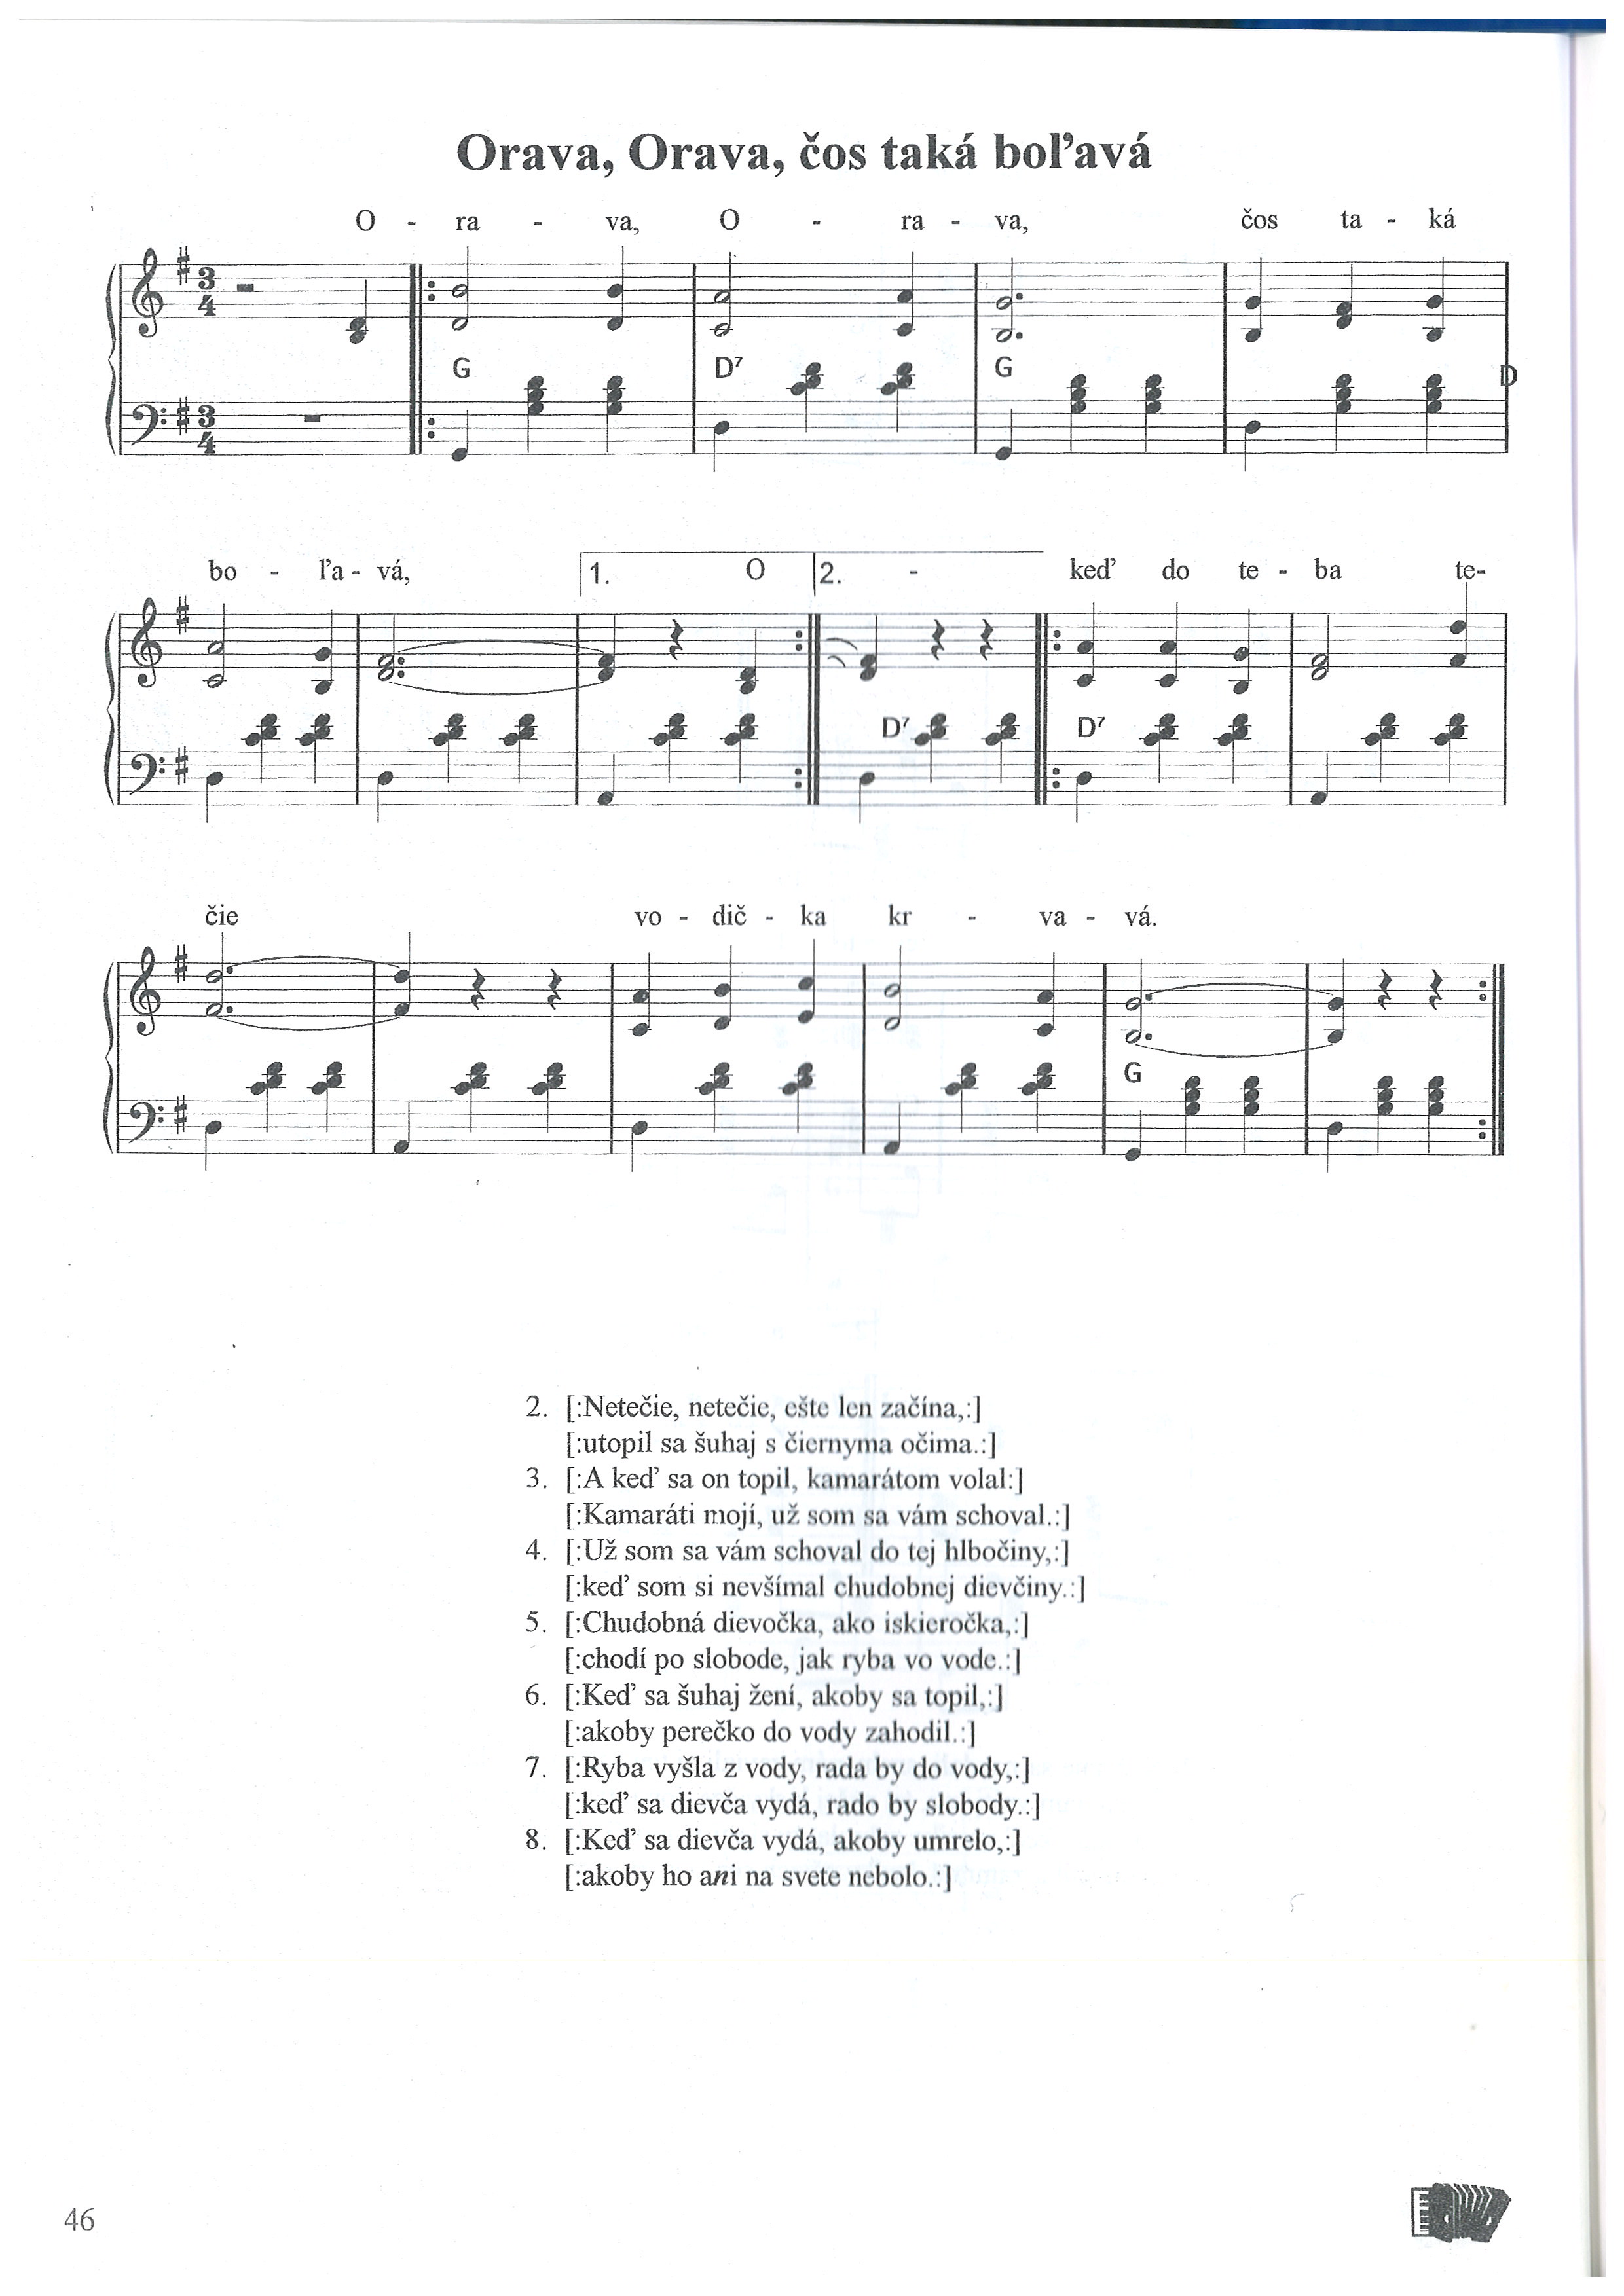 Orava, Orava, čos taká boľavá
O - ra - va, O - ra - va, čos ta - ká
G D⁷ G D
bo - ľa - vá, 1. O 2. - keď do te - ba te-
D⁷ D⁷
čie vo - dič - ka kr - va - vá.
G
2. [:Netečie, netečie, ešte len začína,:]
[:utopil sa šuhaj s čiernyma očima.:]
3. [:A keď sa on topil, kamarátom volal:]
[:Kamaráti mojí, už som sa vám schoval.:]
4. [:Už som sa vám schoval do tej hlbočiny,:]
[:keď som si nevšímal chudobnej dievčiny.:]
5. [:Chudobná dievočka, ako iskieročka,:]
[:chodí po slobode, jak ryba vo vode.:]
6. [:Keď sa šuhaj žení, akoby sa topil,:]
[:akoby perečko do vody zahodil.:]
7. [:Ryba vyšla z vody, rada by do vody,:]
[:keď sa dievča vydá, rado by slobody.:]
8. [:Keď sa dievča vydá, akoby umrelo,:]
[:akoby ho ani na svete nebolo.:]
46